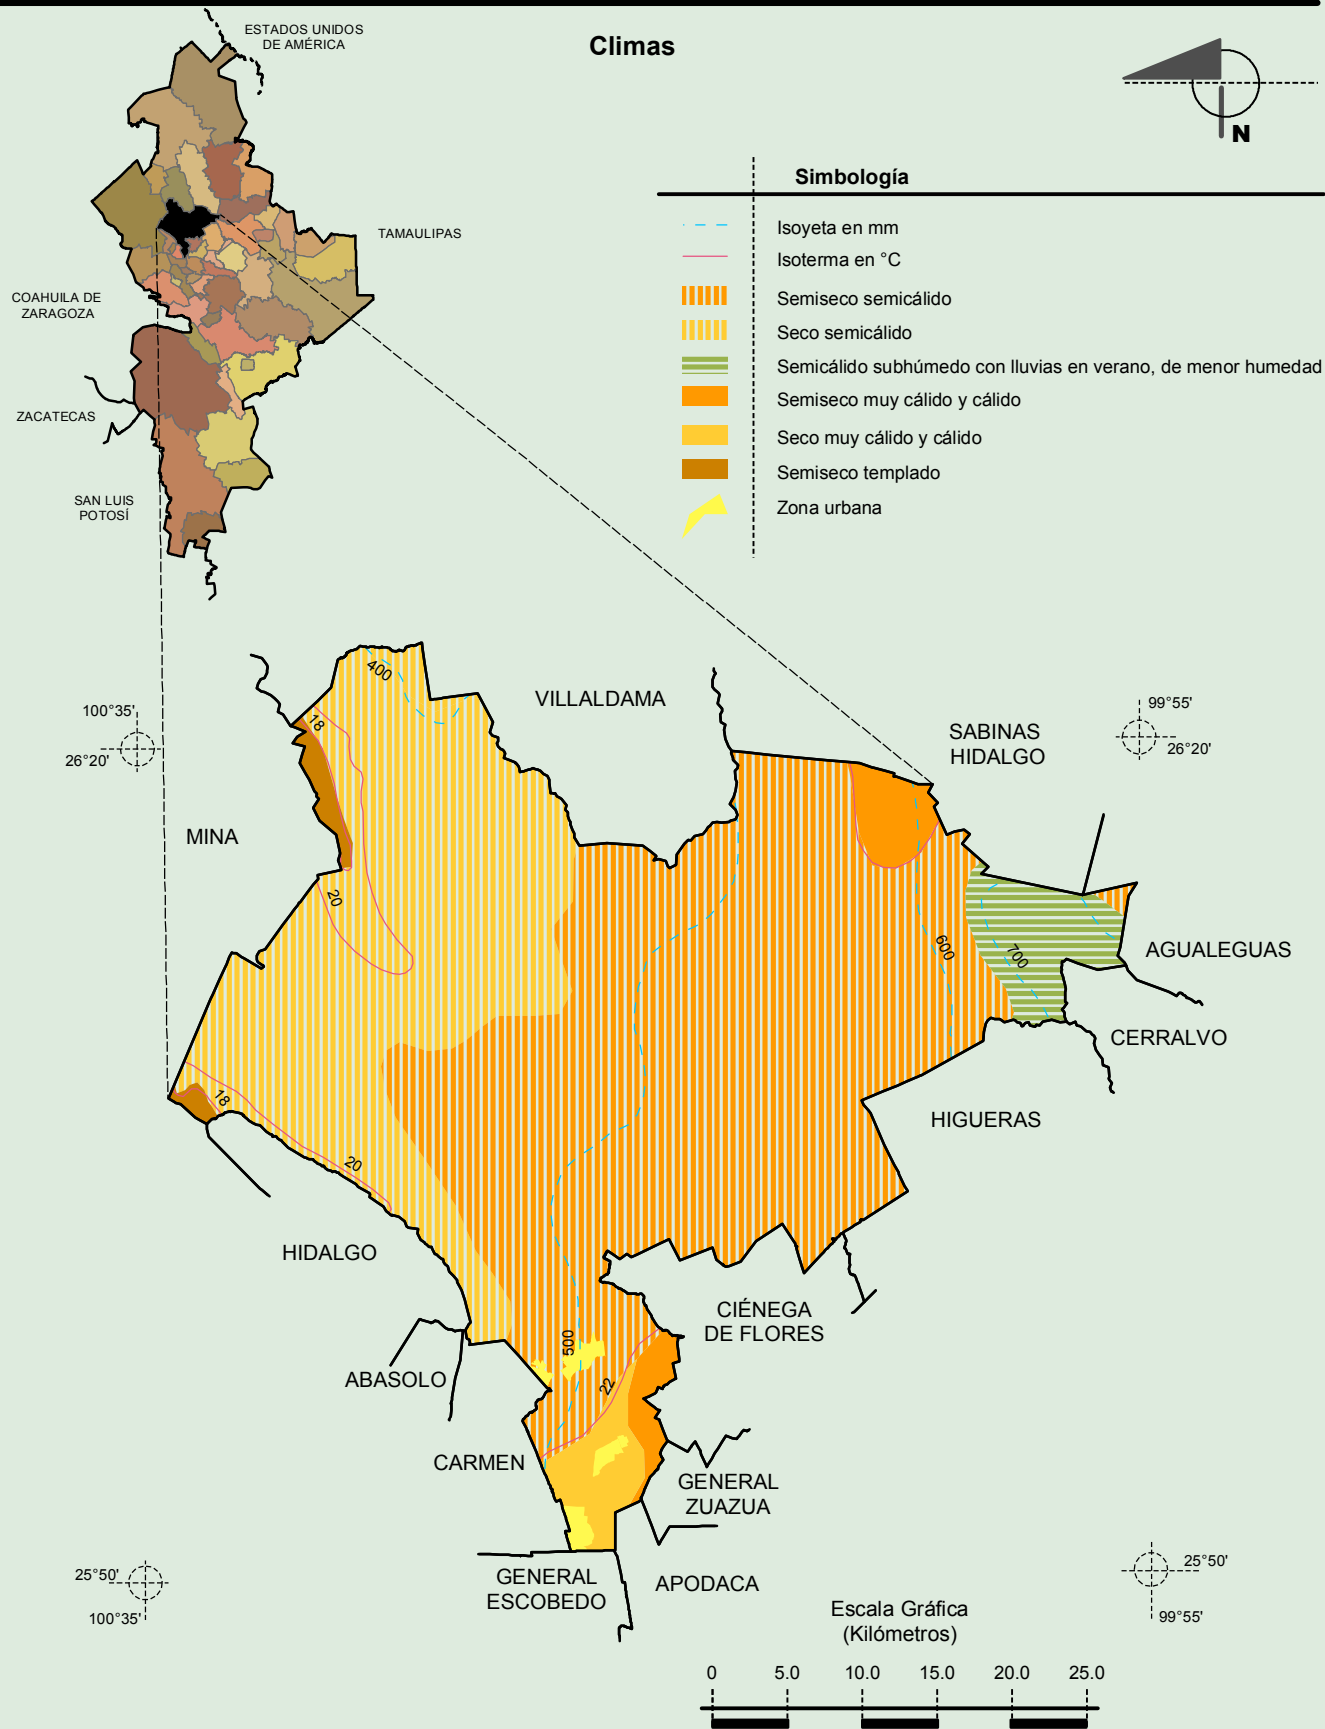 Climas
ESTADOS UNIDOS
DE AMÉRICA
N
TAMAULIPAS
COAHUILA DE
ZARAGOZA
ZACATECAS
SAN LUIS
POTOSÍ
Simbología
Isoyeta en mm
Isoterma en °C
Semiseco semicálido
Seco semicálido
Semicálido subhúmedo con lluvias en verano, de menor humedad
Semiseco muy cálido y cálido
Seco muy cálido y cálido
Semiseco templado
Zona urbana
100°35'
26°20'
99°55'
26°20'
400
VILLALDAMA
18
SABINAS
HIDALGO
MINA
20
600
700
AGUALEGUAS
CERRALVO
18
HIGUERAS
20
HIDALGO
CIÉNEGA
DE FLORES
500
ABASOLO
22
CARMEN
GENERAL
ZUAZUA
GENERAL
ESCOBEDO
APODACA
25°50'
100°35'
25°50'
99°55'
Escala Gráfica
(Kilómetros)
0 5.0 10.0 15.0 20.0 25.0